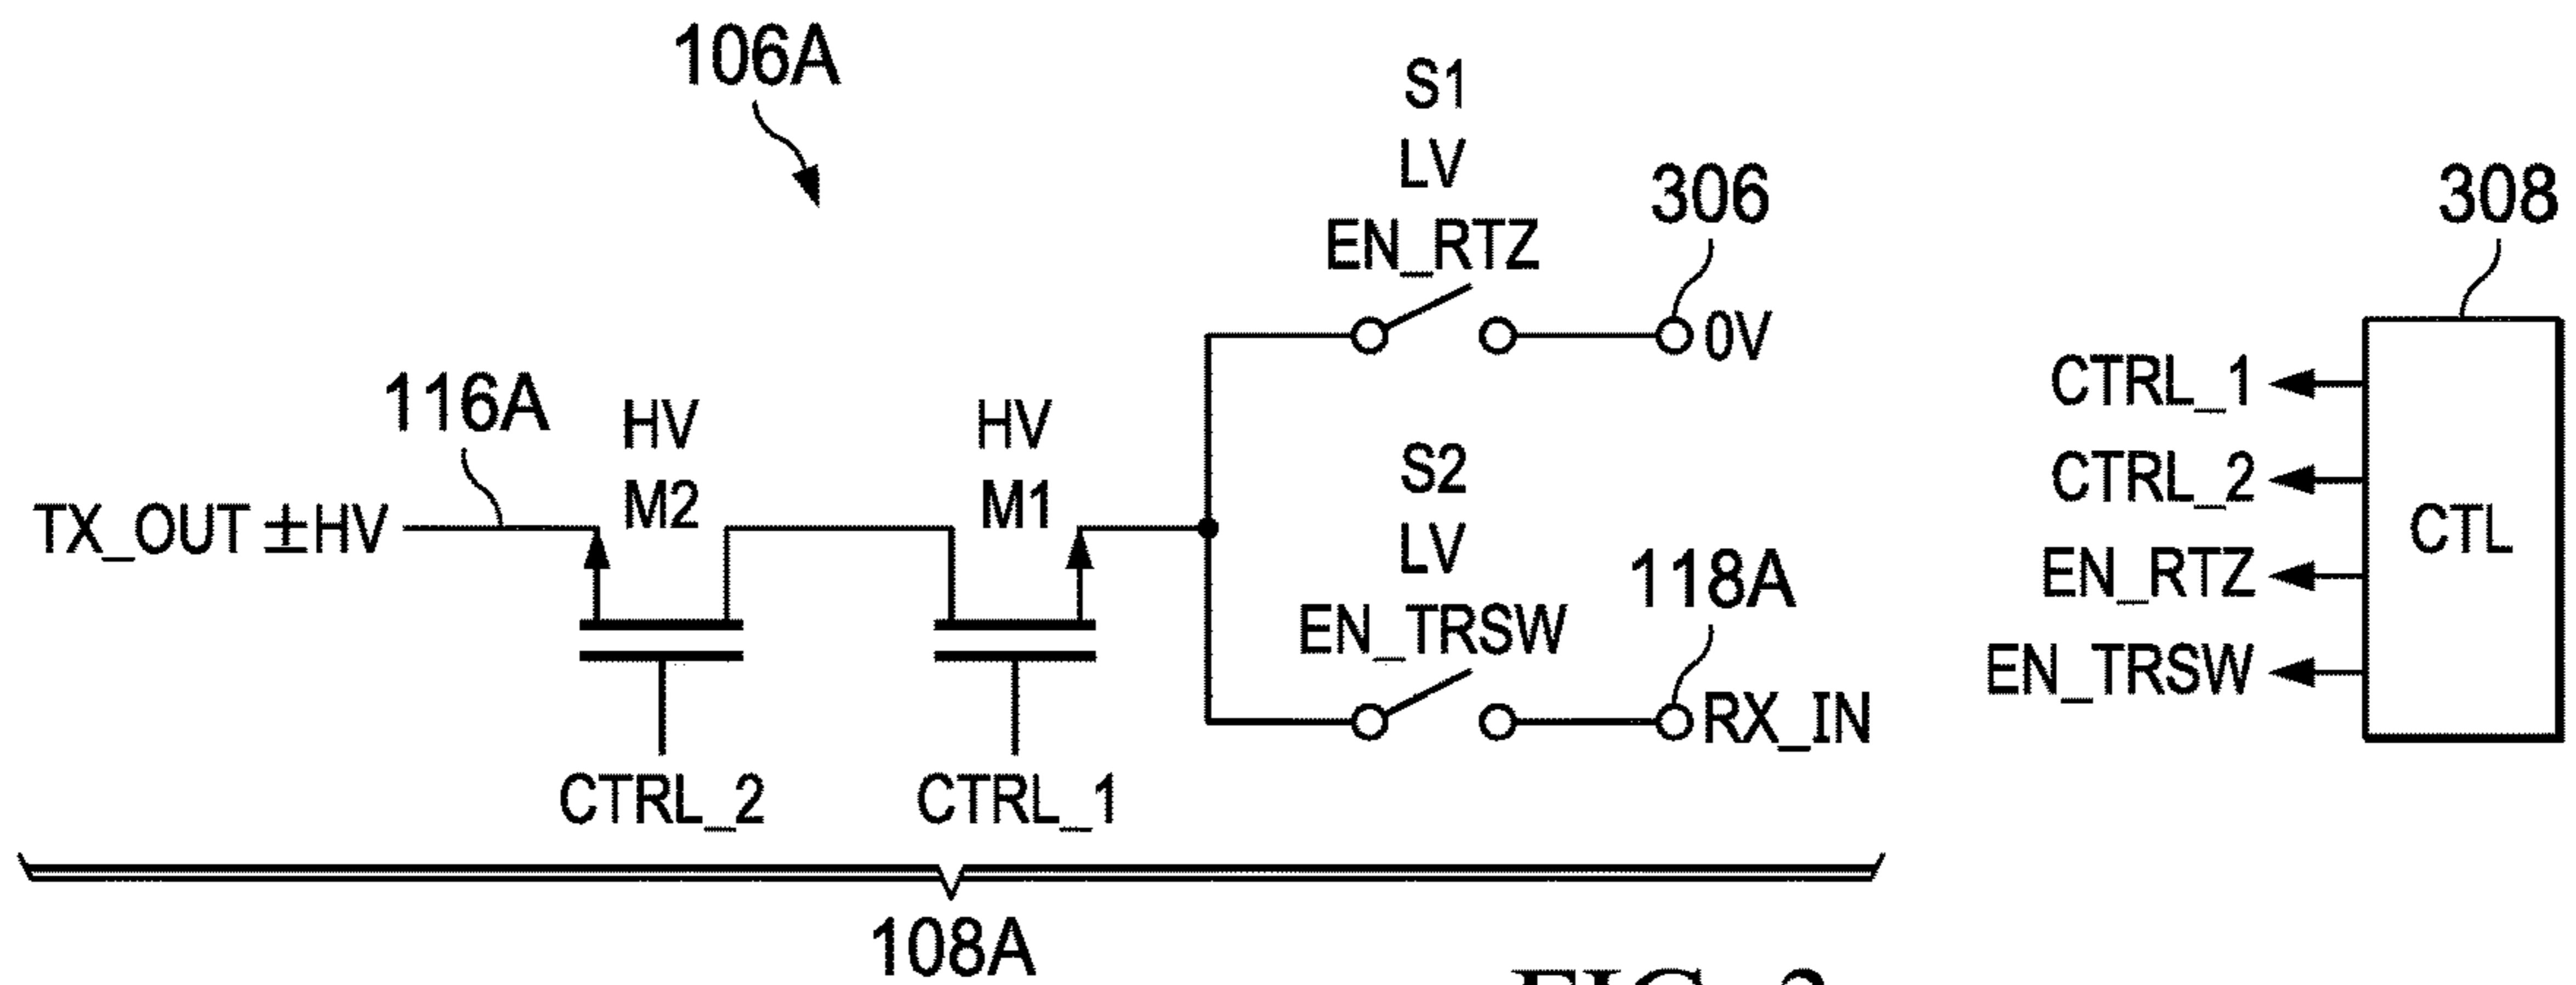 106A
S1
LV
EN_RTZ
306
0V
308
116A
HV
M2
HV
M1
TX_OUT ±HV
S2
LV
EN_TRSW
118A
RX_IN
CTRL_2
CTRL_1
108A
CTRL_1
CTRL_2
EN_RTZ
EN_TRSW
CTL